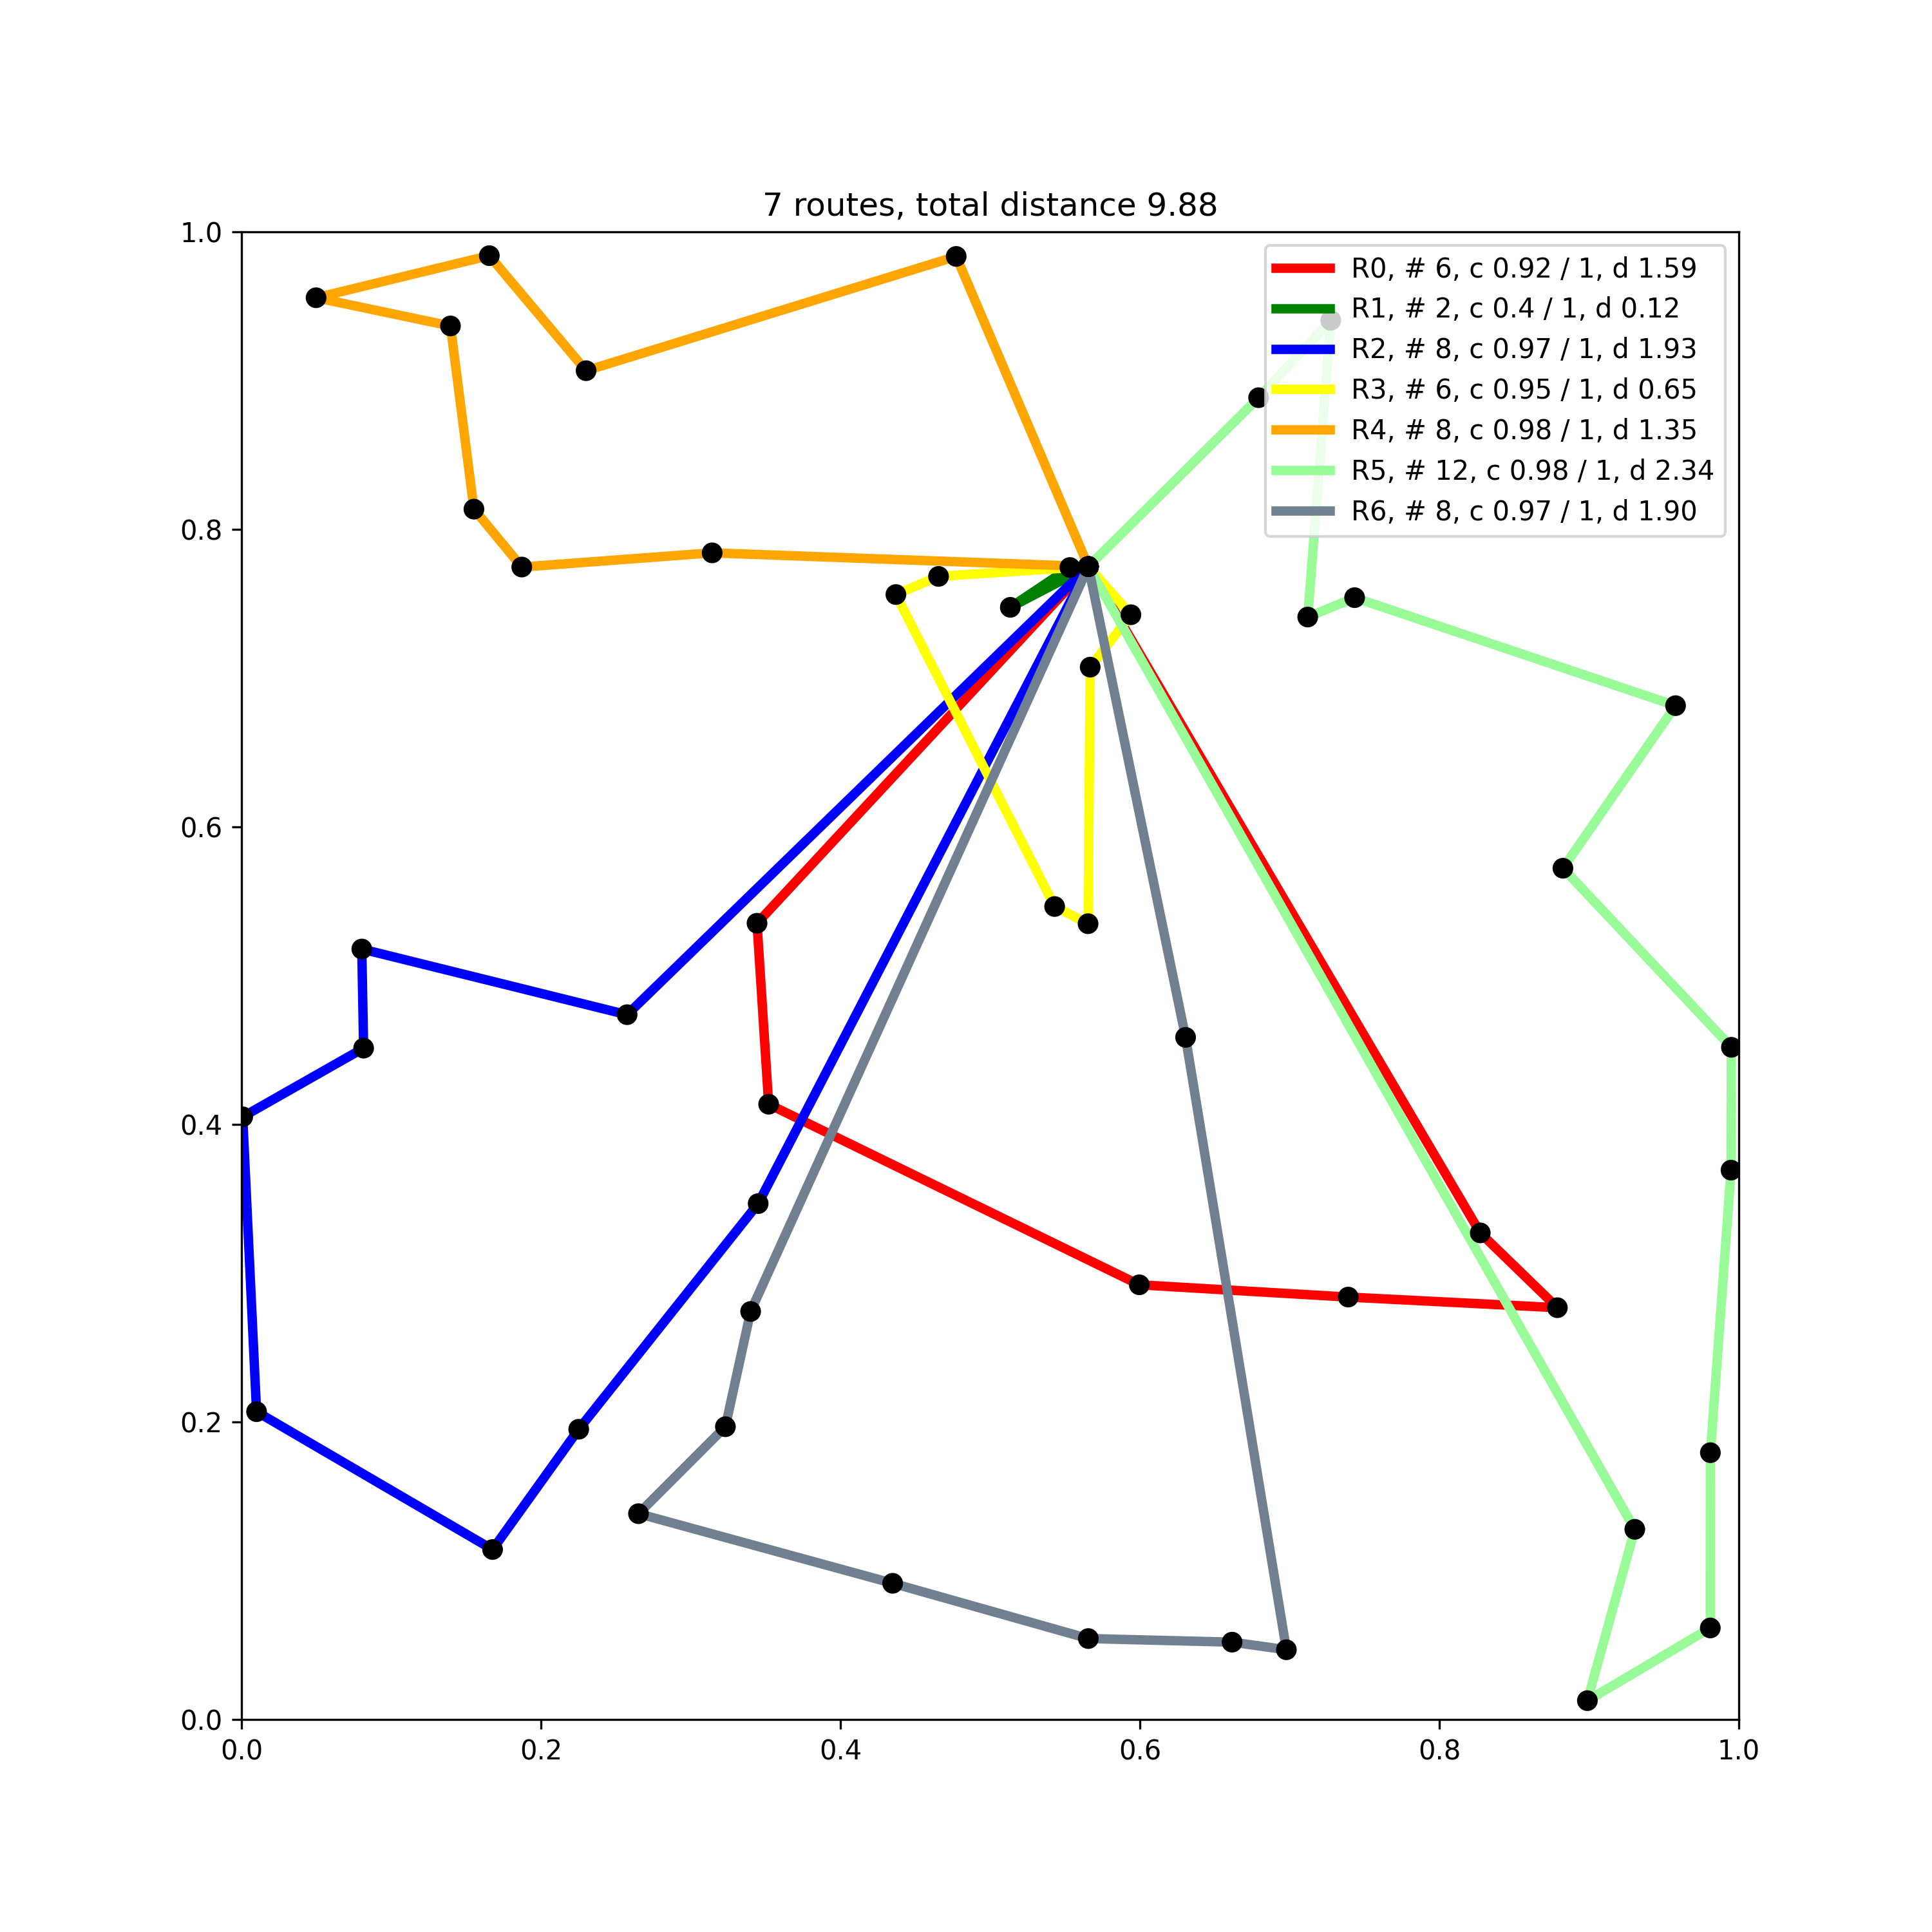 7 routes, total distance 9.88
1.0
R0, # 6, c 0.92 / 1, d 1.59
R1, # 2, c 0.4 / 1, d 0.12
R2, # 8, c 0.97 / 1, d 1.93
R3, # 6, c 0.95 / 1, d 0.65
R4, # 8, c 0.98 / 1, d 1.35
R5, # 12, c 0.98 / 1, d 2.34
R6, # 8, c 0.97 / 1, d 1.90
0.8
0.6
0.4
0.2
0.0
0.0 0.2 0.4 0.6 0.8 1.0